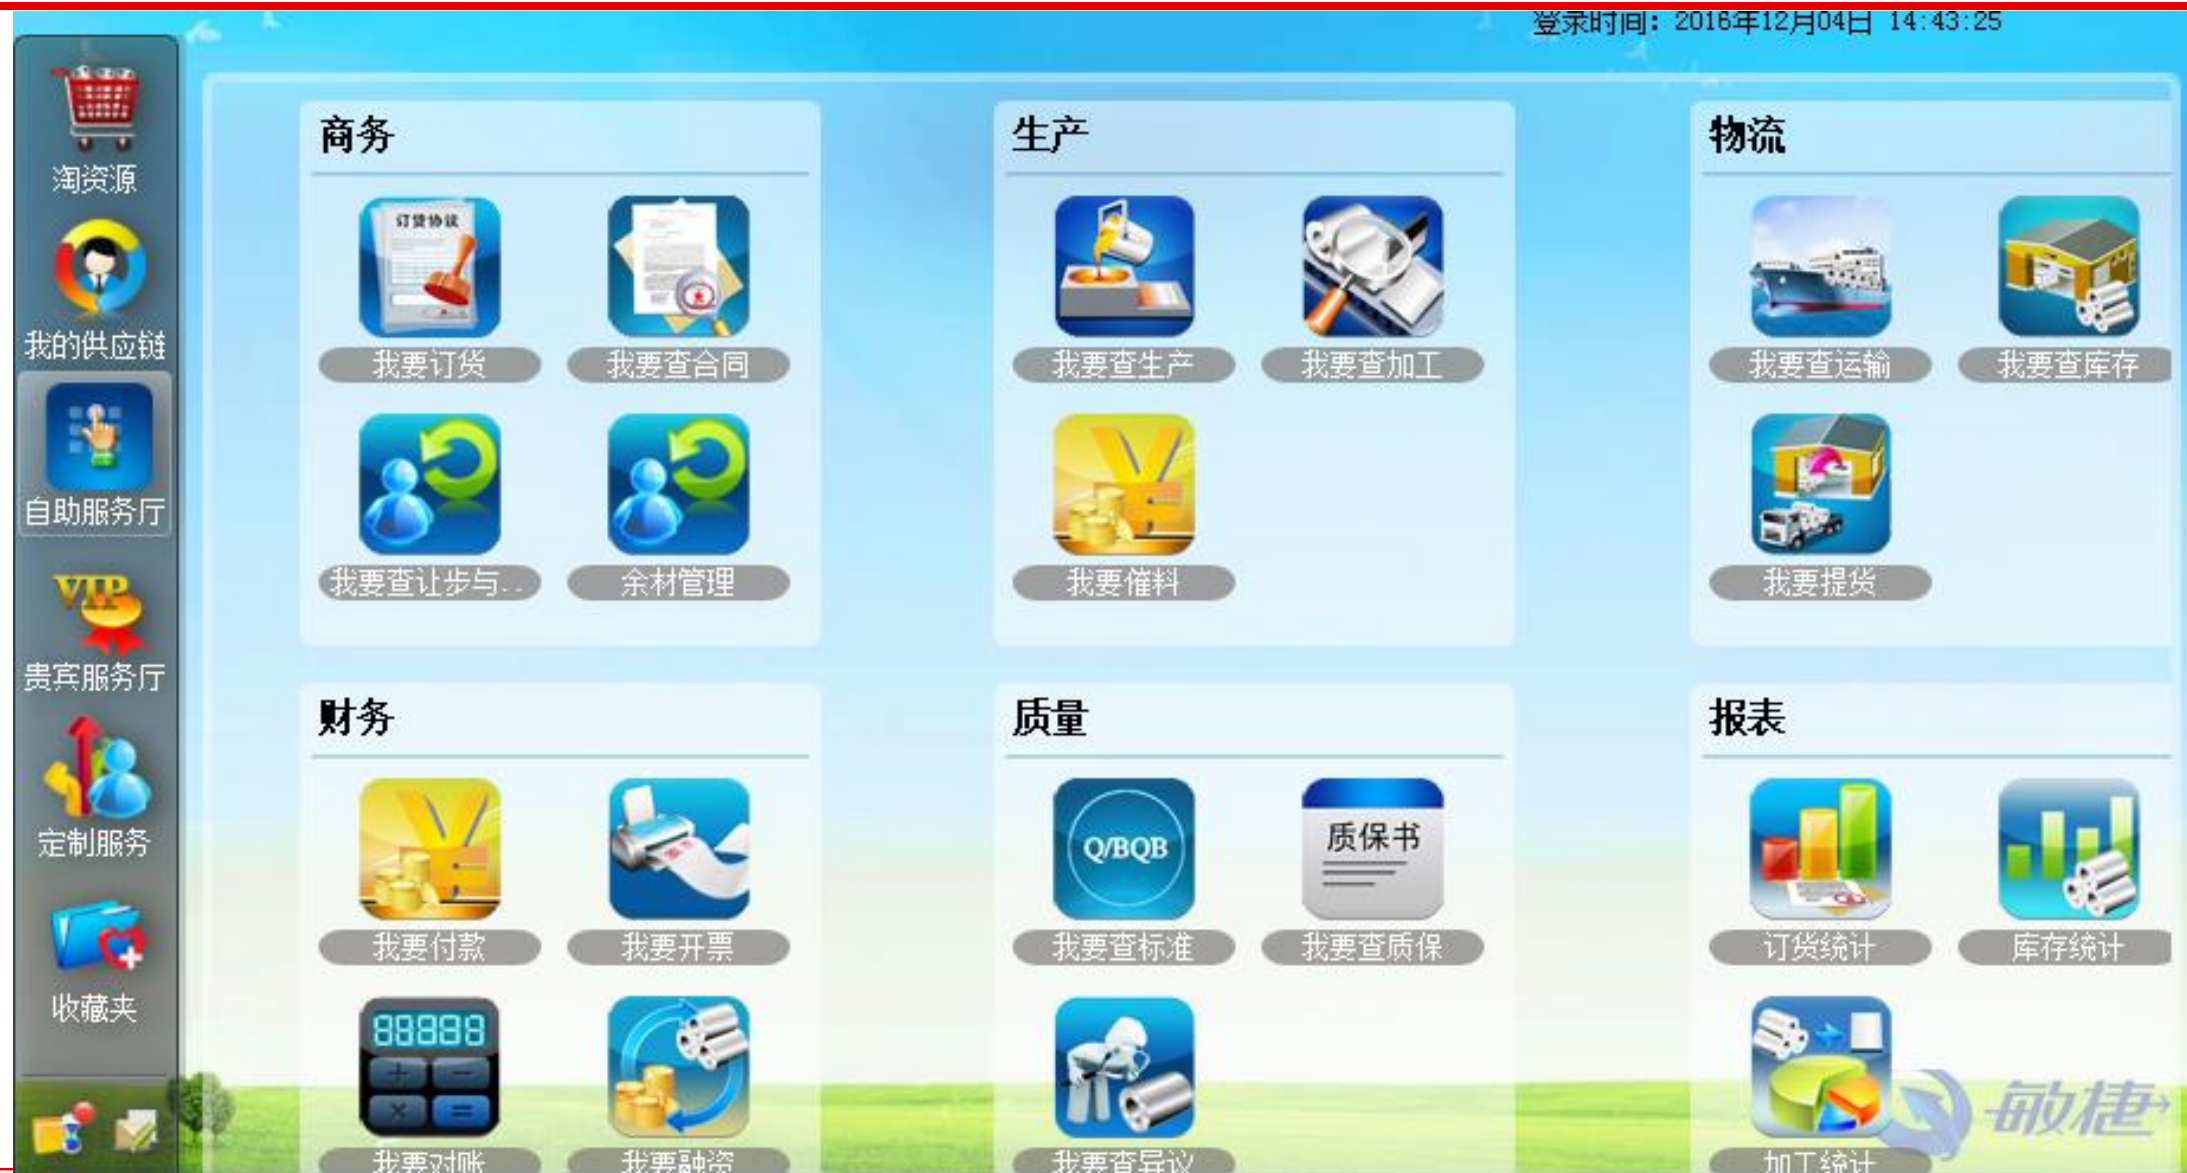 登录时间：2016年12月04日 14:43:25
淘资源
我的供应链
自助服务厅
VIP
贵宾服务厅
定制服务
收藏夹
商务
订货协议
我要订货
我要查合同
我要查让步与...
余材管理
生产
我要查生产
我要查加工
我要催料
物流
我要查运输
我要查库存
我要提货
财务
我要付款
我要开票
88888
我要对账
我要融资
质量
Q/BQB
我要查标准
质保书
我要查质保
我要查异议
报表
订货统计
库存统计
加工统计
敏捷